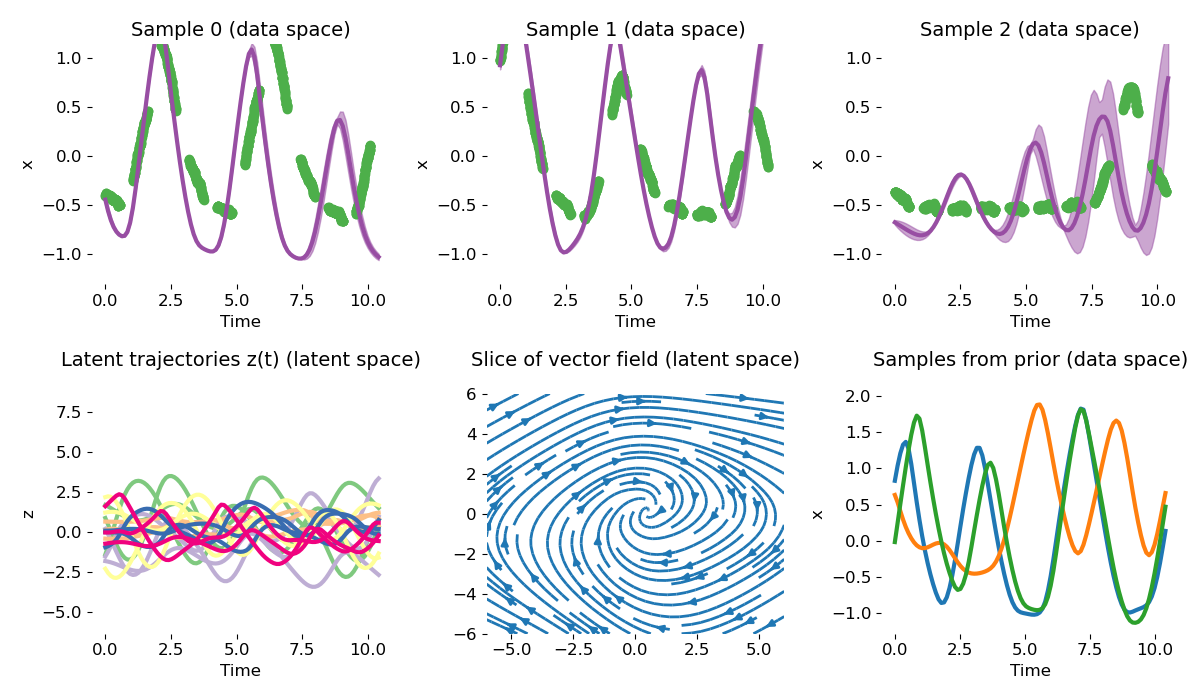 Sample 0 (data space)
Sample 1 (data space)
Sample 2 (data space)
1.0
0.5
0.0
−0.5
−1.0
x
0.0 2.5 5.0 7.5 10.0
Time
1.0
0.5
0.0
−0.5
−1.0
x
0.0 2.5 5.0 7.5 10.0
Time
1.0
0.5
0.0
−0.5
−1.0
x
0.0 2.5 5.0 7.5 10.0
Time
Latent trajectories z(t) (latent space)
Slice of vector field (latent space)
Samples from prior (data space)
7.5
5.0
2.5
0.0
−2.5
−5.0
z
0.0 2.5 5.0 7.5 10.0
Time
6
4
2
0
−2
−4
−6
−5.0 −2.5 0.0 2.5 5.0
2.0
1.5
1.0
0.5
0.0
−0.5
−1.0
x
0.0 2.5 5.0 7.5 10.0
Time